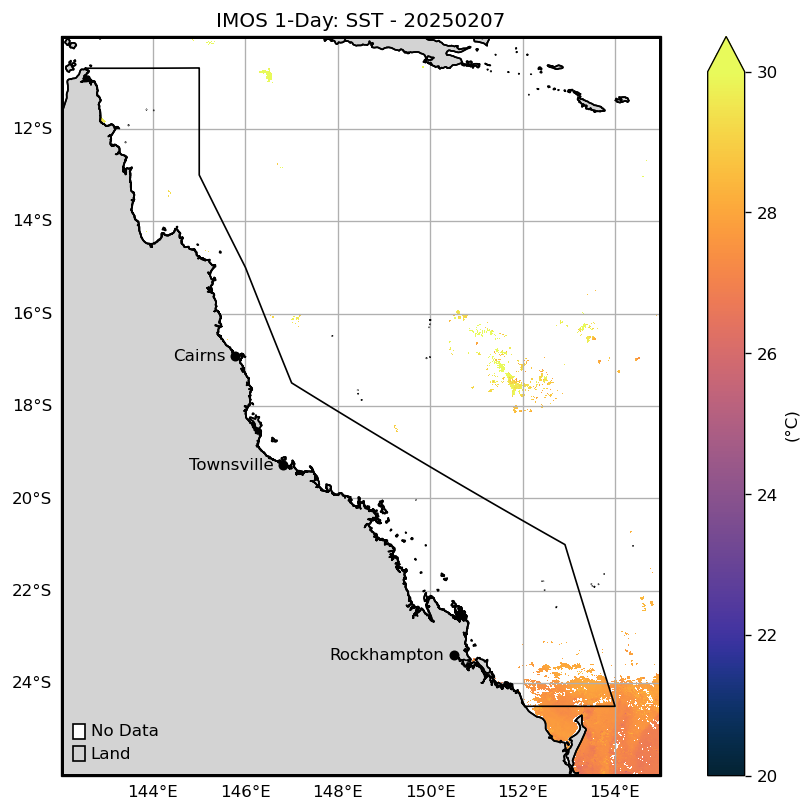 IMOS 1-Day: SST - 20250207
30
12°S
14°S
28
16°S
Cairns
26
18°S
(°C)
Townsville
24
20°S
22°S
22
Rockhampton
24°S
No Data
Land
20
144°E 146°E 148°E 150°E 152°E 154°E